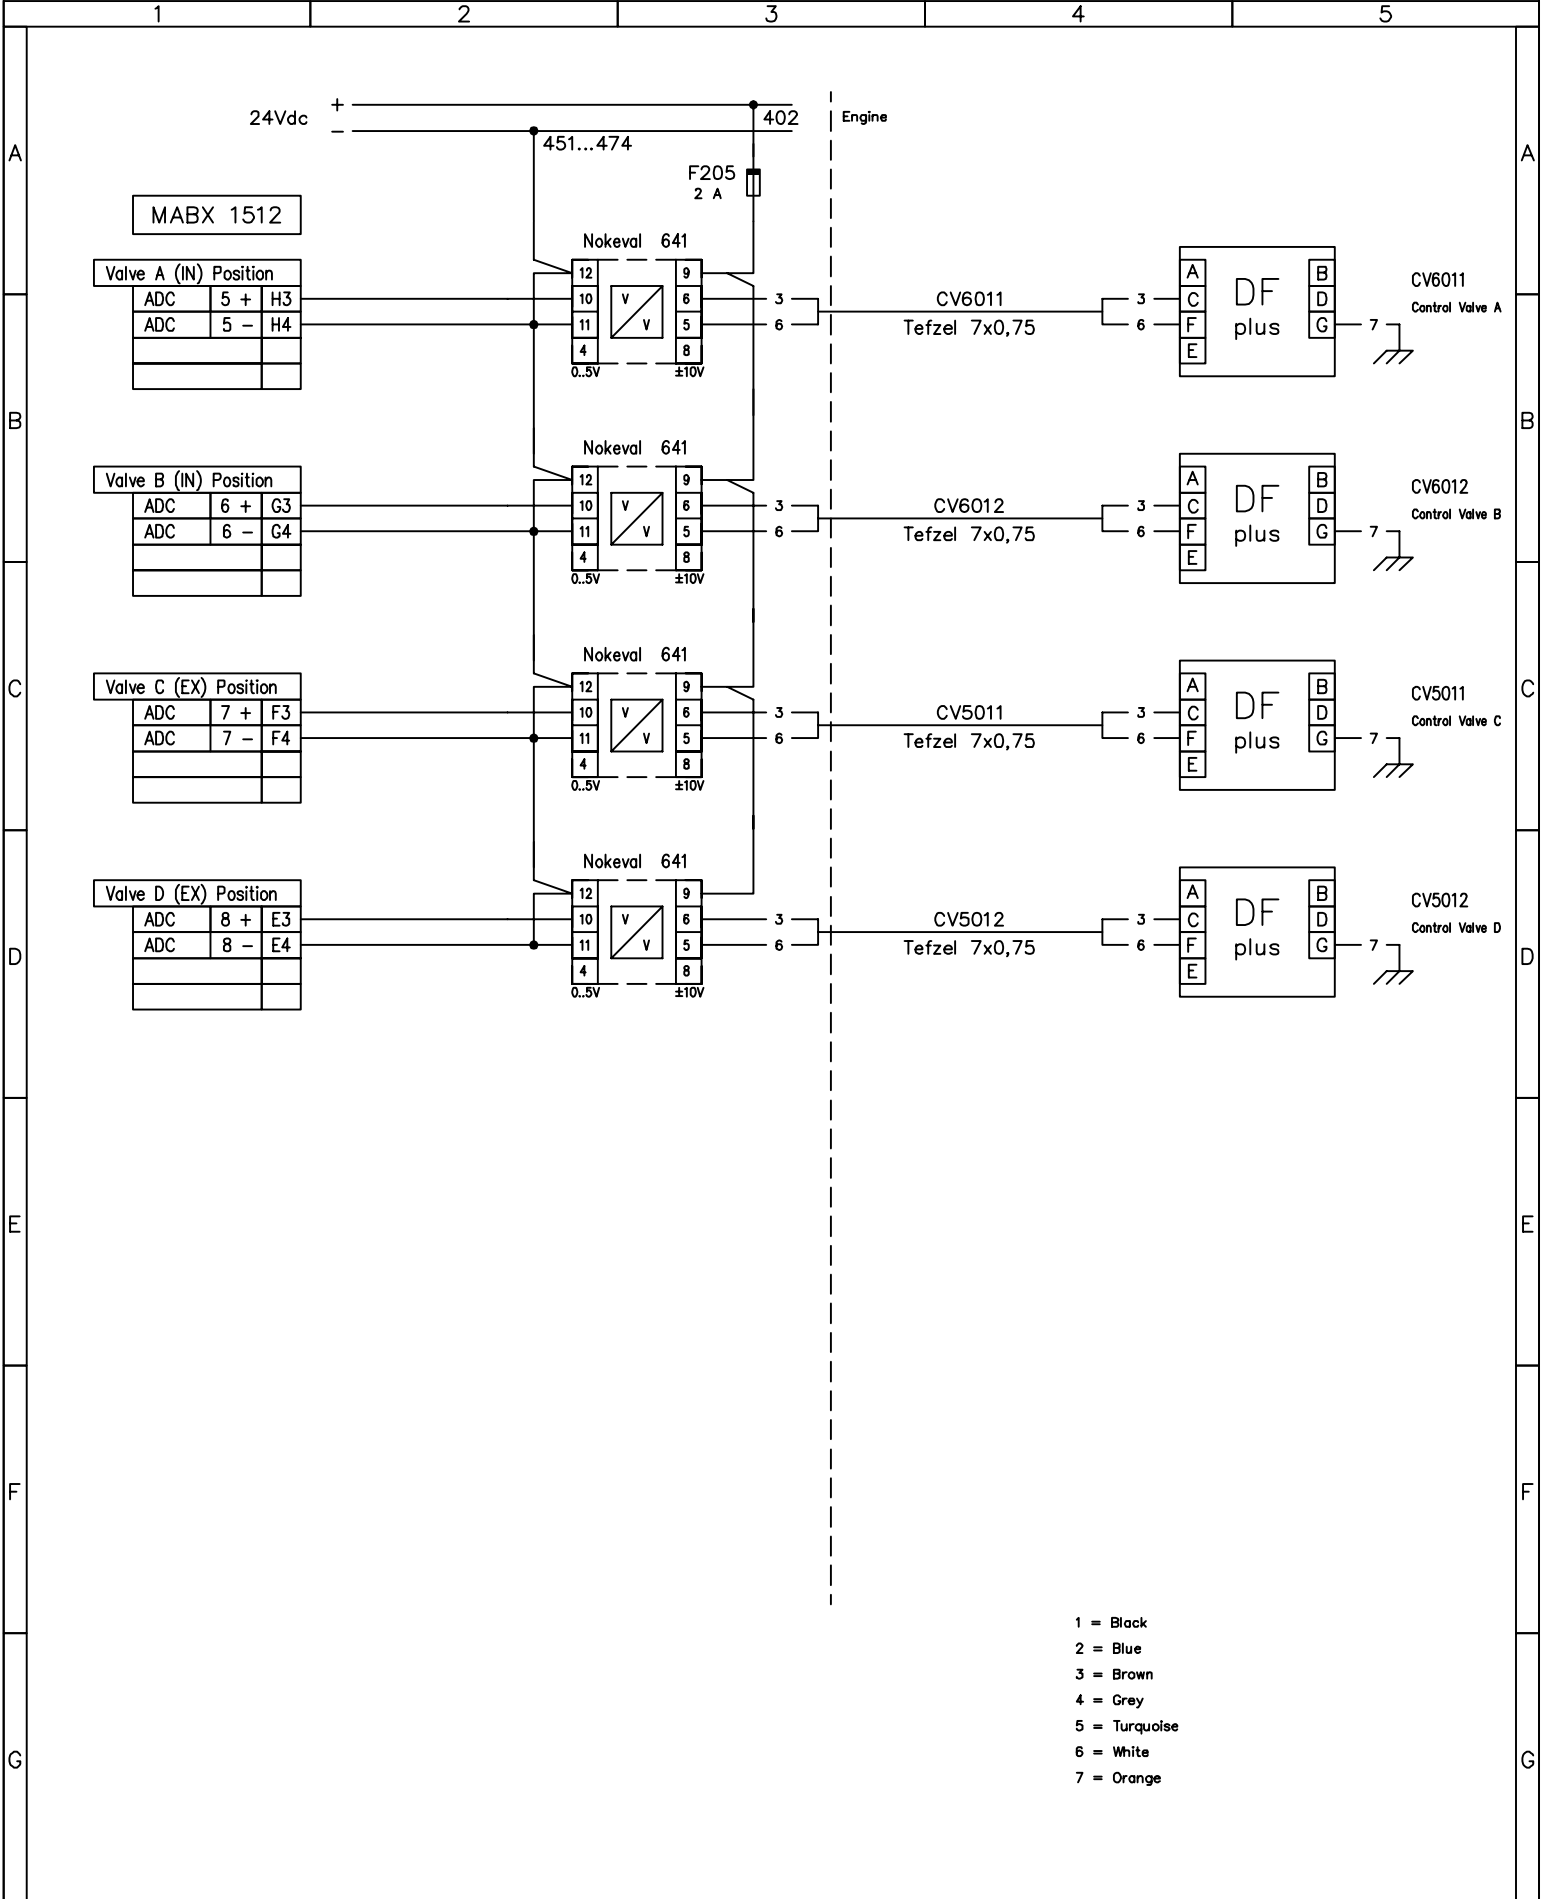 1 2 3 4 5
24Vdc + 402 Engine
−
451...474
A A
F205
2 A
MABX 1512
Nokeval 641
Valve A (IN) Position 12 9 A DF B CV6011
ADC 5 + H3 10 V 6 3 CV6011 3 C D Control Valve A
ADC 5 − H4 11 V 5 6 Tefzel 7x0,75 6 F plus G 7
4 8 E
0..5V ±10V
B B
Nokeval 641
Valve B (IN) Position 12 9 A DF B CV6012
ADC 6 + G3 10 V 6 3 CV6012 3 C D Control Valve B
ADC 6 − G4 11 V 5 6 Tefzel 7x0,75 6 F plus G 7
4 8 E
0..5V ±10V
Nokeval 641
C C
Valve C (EX) Position 12 9 A DF B CV5011
ADC 7 + F3 10 V 6 3 CV5011 3 C D Control Valve C
ADC 7 − F4 11 V 5 6 Tefzel 7x0,75 6 F plus G 7
4 8 E
0..5V ±10V
Nokeval 641
Valve D (EX) Position 12 9 A DF B CV5012
ADC 8 + E3 10 V 6 3 CV5012 3 C D Control Valve D
ADC 8 − E4 11 V 5 6 Tefzel 7x0,75 6 F plus G 7
D D
4 8 E
0..5V ±10V
E E
F F
1 = Black
2 = Blue
3 = Brown
4 = Grey
5 = Turquoise
6 = White
G G
7 = Orange